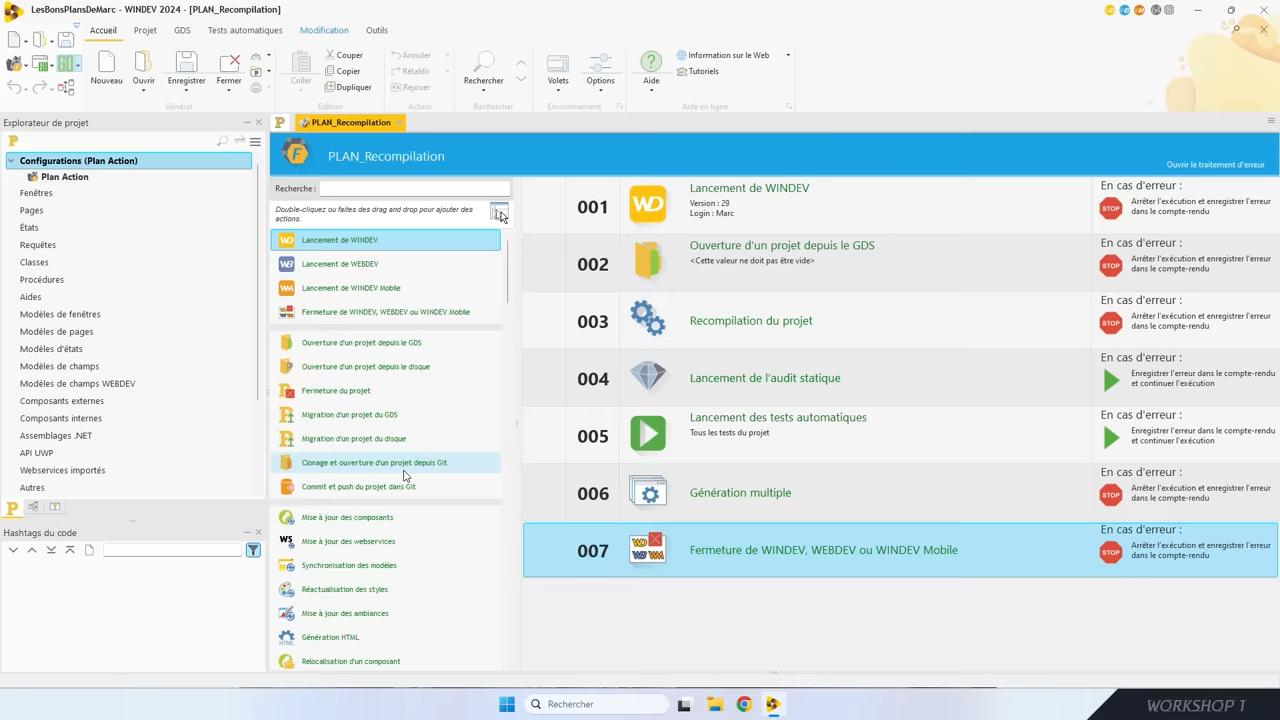 LesBonsPlansDeMarc - WINDEV 2024 - [PLAN_Recompilation]
Accueil
Projet
GDS
Tests automatiques
Modification
Outils
GO
Nouveau
Ouvrir
Enregistrer
Fermer
Général
Coller
Couper
Copier
Dupliquer
Edition
Annuler
Rétablir
Rejouer
Action
Rechercher
Rechercher
Volets
Options
Environnement
Aide
Information sur le Web
Tutoriels
Aide en ligne
Explorateur de projet
Configurations (Plan Action)
Plan Action
Fenêtres
Pages
États
Requêtes
Classes
Procédures
Aides
Modèles de fenêtres
Modèles de pages
Modèles d'états
Modèles de champs
Modèles de champs WEBDEV
Composants externes
Composants internes
Assemblages .NET
API UWP
Webservices importés
Autres
Hashtags du code
PLAN_Recompilation
PLAN_Recompilation
Ouvrir le traitement d'erreur
Recherche :
Double-cliquez ou faites des drag and drop pour ajouter des
actions.
Lancement de WINDEV
Lancement de WEBDEV
Lancement de WINDEV Mobile
Fermeture de WINDEV, WEBDEV ou WINDEV Mobile
Ouverture d'un projet depuis le GDS
Ouverture d'un projet depuis le disque
Fermeture du projet
Migration d'un projet du GDS
Migration d'un projet du disque
Clonage et ouverture d'un projet depuis Git
Commit et push du projet dans Git
Mise à jour des composants
Mise à jour des webservices
Synchronisation des modèles
Réactualisation des styles
Mise à jour des ambiances
Génération HTML
Relocalisation d'un composant
001
WD
Lancement de WINDEV
Version : 29
Login : Marc
En cas d'erreur :
STOP
Arrêter l'exécution et enregistrer l'erreur
dans le compte-rendu
002
Ouverture d'un projet depuis le GDS
<Cette valeur ne doit pas être vide>
En cas d'erreur :
STOP
Arrêter l'exécution et enregistrer l'erreur
dans le compte-rendu
003
Recompilation du projet
En cas d'erreur :
STOP
Arrêter l'exécution et enregistrer l'erreur
dans le compte-rendu
004
Lancement de l'audit statique
En cas d'erreur :
Enregistrer l'erreur dans le compte-rendu
et continuer l'exécution
005
Lancement des tests automatiques
Tous les tests du projet
En cas d'erreur :
Enregistrer l'erreur dans le compte-rendu
et continuer l'exécution
006
Génération multiple
En cas d'erreur :
STOP
Arrêter l'exécution et enregistrer l'erreur
dans le compte-rendu
007
Fermeture de WINDEV, WEBDEV ou WINDEV Mobile
En cas d'erreur :
STOP
Arrêter l'exécution et enregistrer l'erreur
dans le compte-rendu
Rechercher
WORKSHOP 1